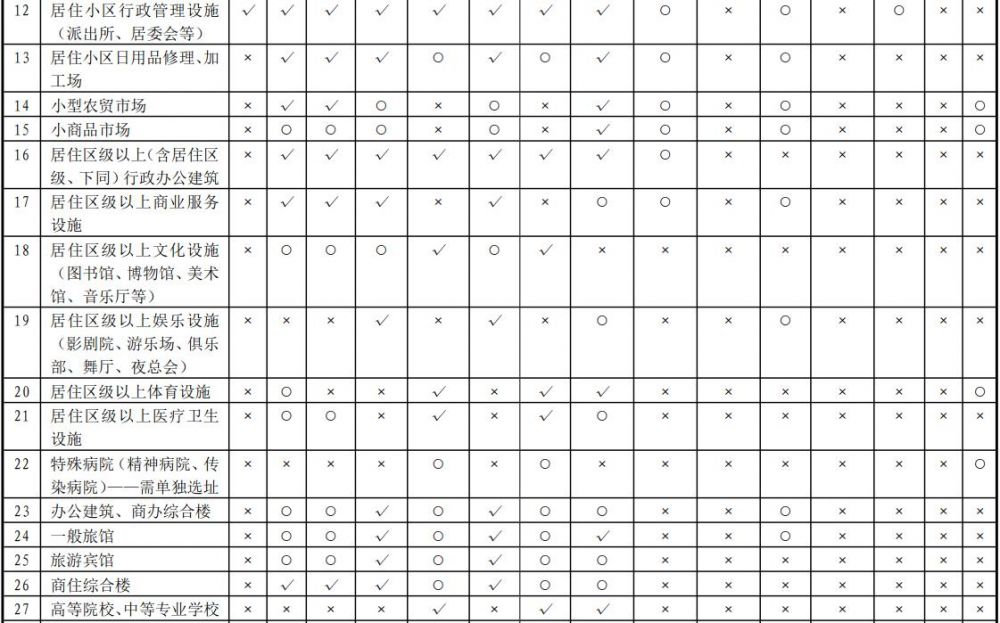 12 居住小区行政管理设施 √ √ √ √ √ √ √ √ ○ × ○ × ○ × ×
（派出所、居委会等）
13 居住小区日用品修理、加 × √ √ √ ○ √ ○ √ ○ × ○ × × × ×
工场
14 小型农贸市场 × √ √ ○ × ○ × √ ○ × ○ × × × ○
15 小商品市场 × ○ ○ ○ × ○ × √ ○ × ○ × × × ○
16 居住区级以上（含居住区 × √ √ √ √ √ √ √ ○ × × × × × ×
级、下同）行政办公建筑
17 居住区级以上商业服务 × √ √ √ × √ × ○ ○ × ○ × × × ×
设施
18 居住区级以上文化设施 × ○ ○ ○ √ ○ √ × × × × × × × ×
（图书馆、博物馆、美术
馆、音乐厅等）
19 居住区级以上娱乐设施 × × × √ × √ × ○ × × ○ × × × ×
（影剧院、游乐场、俱乐
部、舞厅、夜总会）
20 居住区级以上体育设施 × ○ × × √ × √ √ × × × × × × ○
21 居住区级以上医疗卫生 × ○ ○ × √ × √ ○ × × × × × × ×
设施
22 特殊病院（精神病院、传 × × × × ○ × ○ × × × × × × × ○
染病院）——需单独选址
23 办公建筑、商办综合楼 × ○ ○ √ ○ √ ○ ○ × × ○ × × × ×
24 一般旅馆 × ○ ○ √ ○ √ ○ √ × × ○ × × × ×
25 旅游宾馆 × ○ ○ √ ○ √ ○ ○ × × × × × × ×
26 商住综合楼 × √ √ √ ○ √ ○ ○ × × × × × × ×
27 高等院校、中等专业学校 × × × × √ × √ √ × × × × × × ×